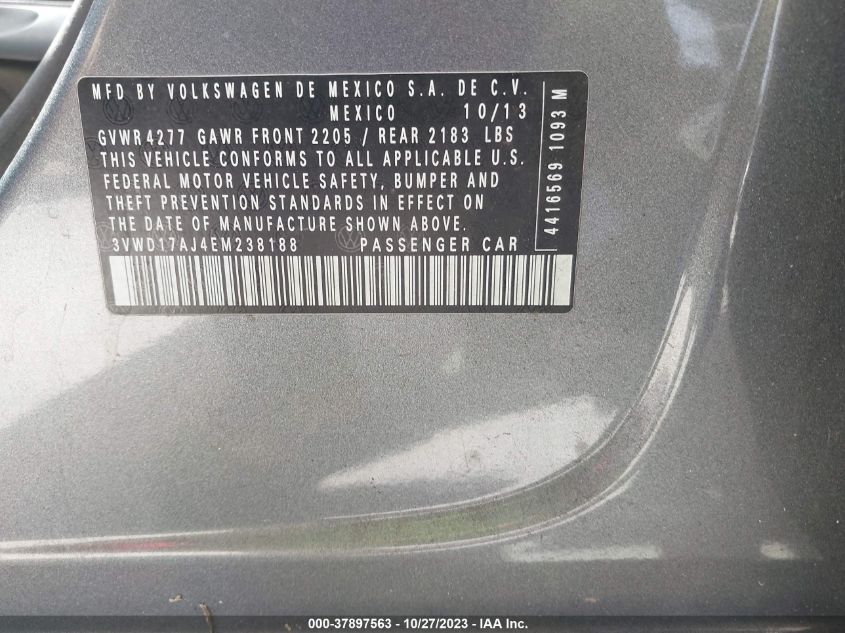 MFD BY VOLKSWAGEN DE MEXICO S.A. DE C.V.
MEXICO 10/13
GVWR 4277 GAWR FRONT 2205 / REAR 2183 LBS
THIS VEHICLE CONFORMS TO ALL APPLICABLE U.S.
FEDERAL MOTOR VEHICLE SAFETY, BUMPER AND
THEFT PREVENTION STANDARDS IN EFFECT ON
THE DATE OF MANUFACTURE SHOWN ABOVE.
3VWD17AJ4EM238188 PASSENGER CAR
4416569 1093 M
000-37897563 - 10/27/2023 - IAA Inc.